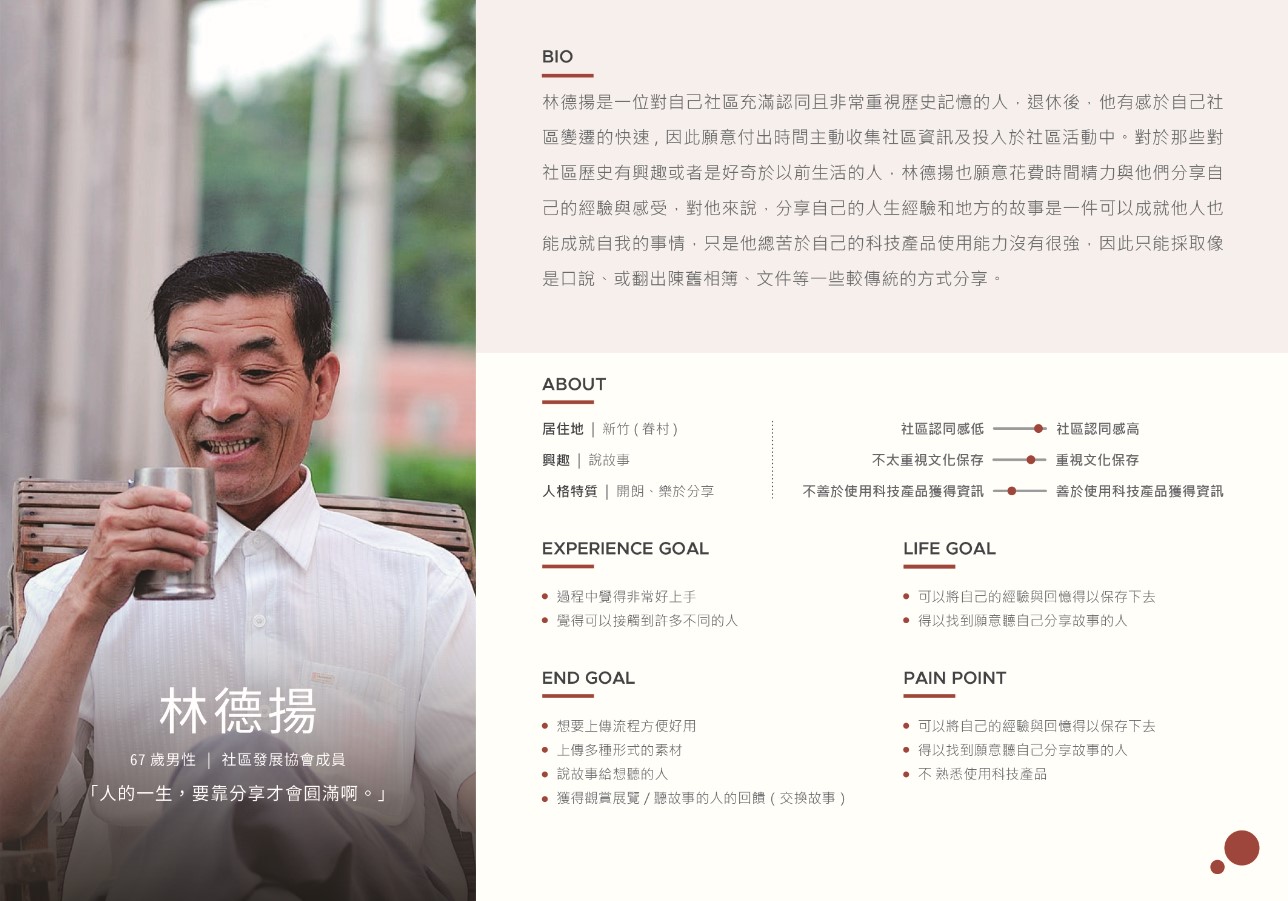 林德揚
67 歲男性 | 社區發展協會成員
「人的一生，要靠分享才會圓滿啊。」
BIO
林德揚是一位對自己社區充滿認同且非常重視歷史記憶的人，退休後，他有感於自己社
區變遷的快速 , 因此願意付出時間主動收集社區資訊及投入於社區活動中。對於那些對
社區歷史有興趣或者是好奇於以前生活的人，林德揚也願意花費時間精力與他們分享自
己的經驗與感受，對他來說，分享自己的人生經驗和地方的故事是一件可以成就他人也
能成就自我的事情，只是他總苦於自己的科技產品使用能力沒有很強，因此只能採取像
是口說、或翻出陳舊相簿、文件等一些較傳統的方式分享。
ABOUT
居住地 | 新竹 ( 眷村 )
興趣 | 說故事
人格特質 | 開朗、樂於分享
社區認同感低 社區認同感高
不太重視文化保存 重視文化保存
不善於使用科技產品獲得資訊 善於使用科技產品獲得資訊
EXPERIENCE GOAL
過程中覺得非常好上手
覺得可以接觸到許多不同的人
LIFE GOAL
可以將自己的經驗與回憶得以保存下去
得以找到願意聽自己分享故事的人
END GOAL
想要上傳流程方便好用
上傳多種形式的素材
說故事給想聽的人
獲得觀賞展覽 / 聽故事的人的回饋 ( 交換故事 )
PAIN POINT
可以將自己的經驗與回憶得以保存下去
得以找到願意聽自己分享故事的人
不 熟悉使用科技產品